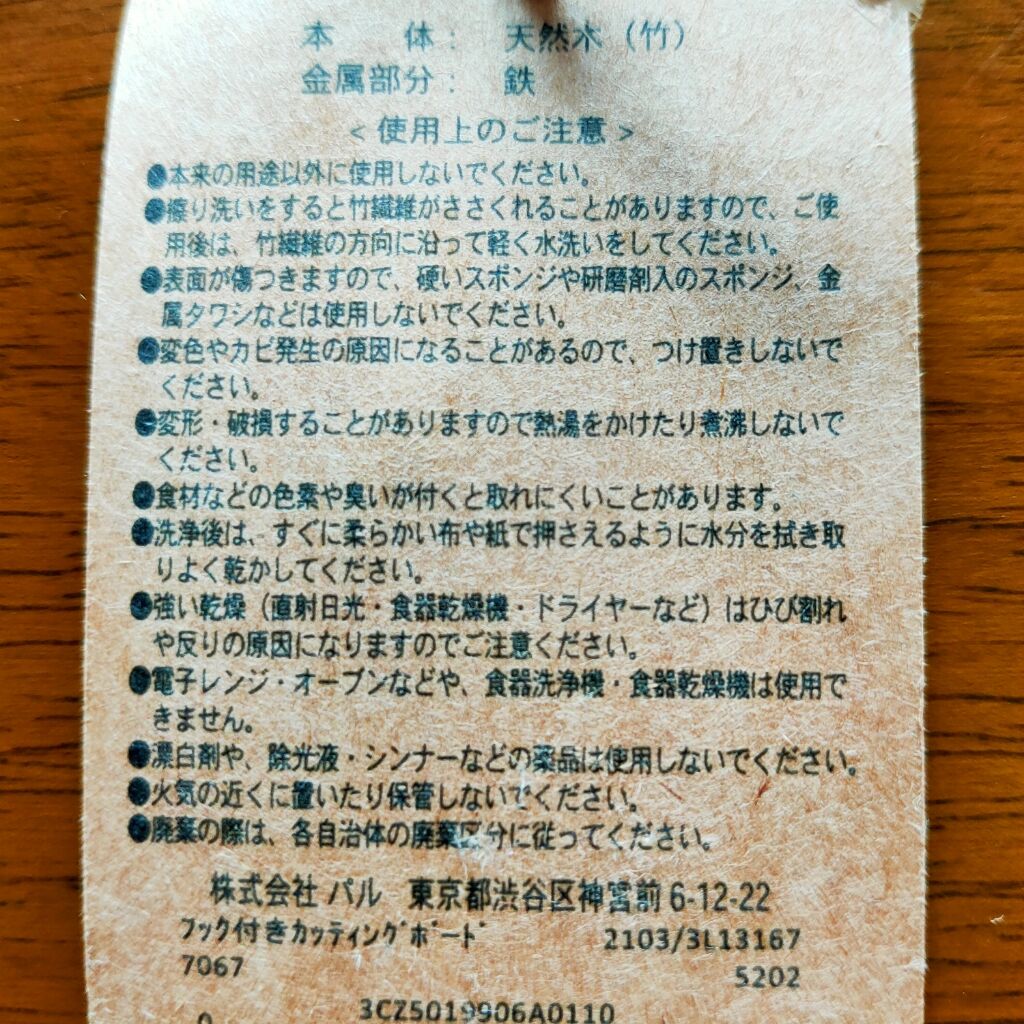 本　　体：　天然木（竹）
金属部分：　鉄
＜使用上のご注意＞
●本来の用途以外に使用しないでください。
●擦り洗いをすると竹繊維がささくれることがありますので、ご使
用後は、竹繊維の方向に沿って軽く水洗いをしてください。
●表面が傷つきますので、硬いスポンジや研磨剤入のスポンジ、金
属タワシなどは使用しないでください。
●変色やカビ発生の原因になることがあるので、つけ置きしないで
ください。
●変形・破損することがありますので熱湯をかけたり煮沸しないで
ください。
●食材などの色素や臭いが付くと取れにくいことがあります。
●洗浄後は、すぐに柔らかい布や紙で押さえるように水分を拭き取
りよく乾かしてください。
●強い乾燥（直射日光・食器乾燥機・ドライヤーなど）はひび割れ
や反りの原因になりますのでご注意ください。
●電子レンジ・オーブンなどや、食器洗浄機・食器乾燥機は使用で
きません。
●漂白剤や、除光液・シンナーなどの薬品は使用しないでください。
●火気の近くに置いたり保管しないでください。
●廃棄の際は、各自治体の廃棄区分に従ってください。
株式会社 パル　東京都渋谷区神宮前 6-12-22
フック付きカッティングボード　2103/3L13167
7067　5202
3CZ5019906A0110